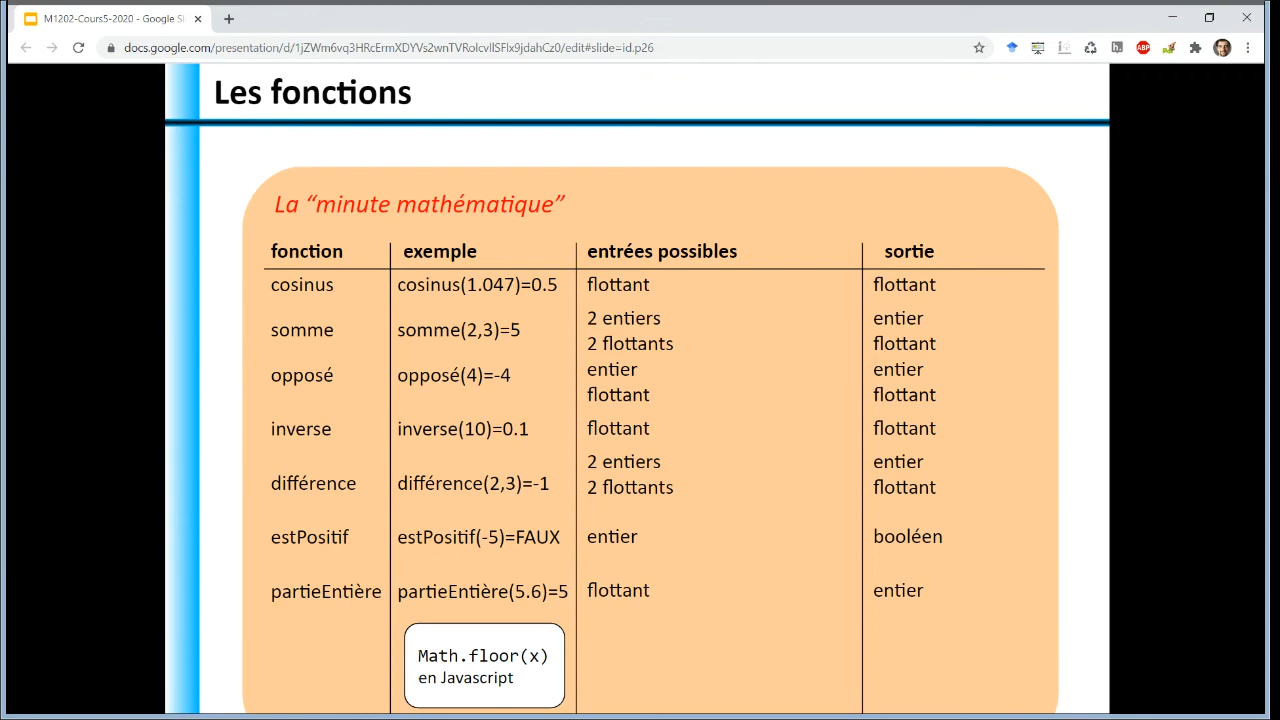 M1202-Cours5-2020 - Google Sl
docs.google.com/presentation/d/1jZWm6vq3HRcErmXDYVs2wnTVRolcvllSFlx9jdahCz0/edit#slide=id.p26
Les fonctions
La “minute mathématique”
fonction exemple entrées possibles sortie
cosinus cosinus(1.047)=0.5 flottant flottant
somme somme(2,3)=5 2 entiers entier
2 flottants flottant
opposé opposé(4)=-4 entier entier
flottant flottant
inverse inverse(10)=0.1 flottant flottant
différence différence(2,3)=-1 2 entiers entier
2 flottants flottant
estPositif estPositif(-5)=FAUX entier booléen
partieEntière partieEntière(5.6)=5 flottant entier
Math.floor(x)
en Javascript